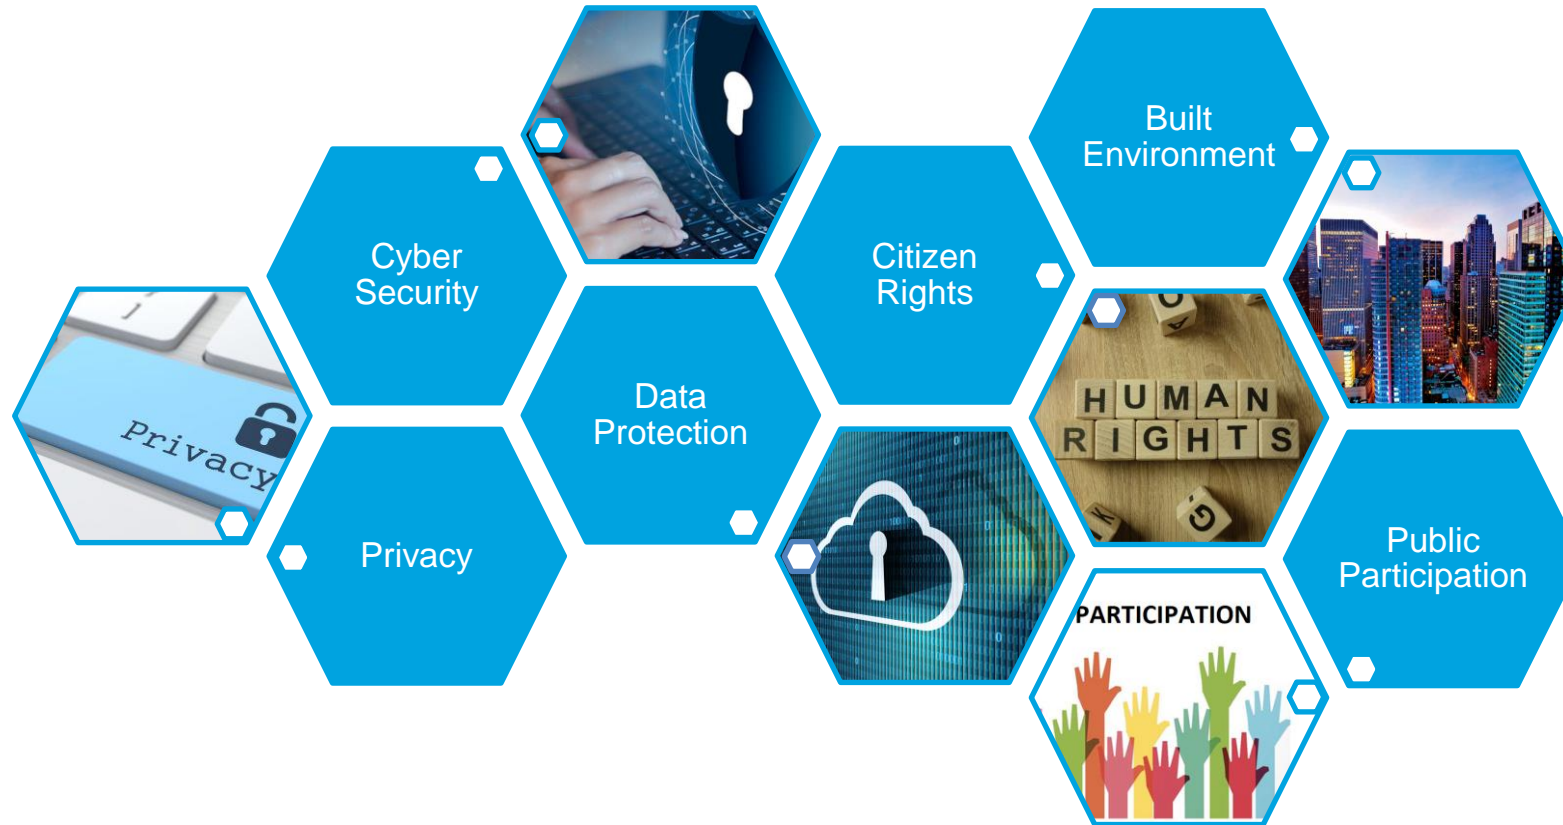 Built
Environment
Cyber
Security
Citizen
Rights
Data
Protection
Privacy
HUMAN
RIGHTS
K
G
O
A
Privacy
Public
Participation
PARTICIPATION